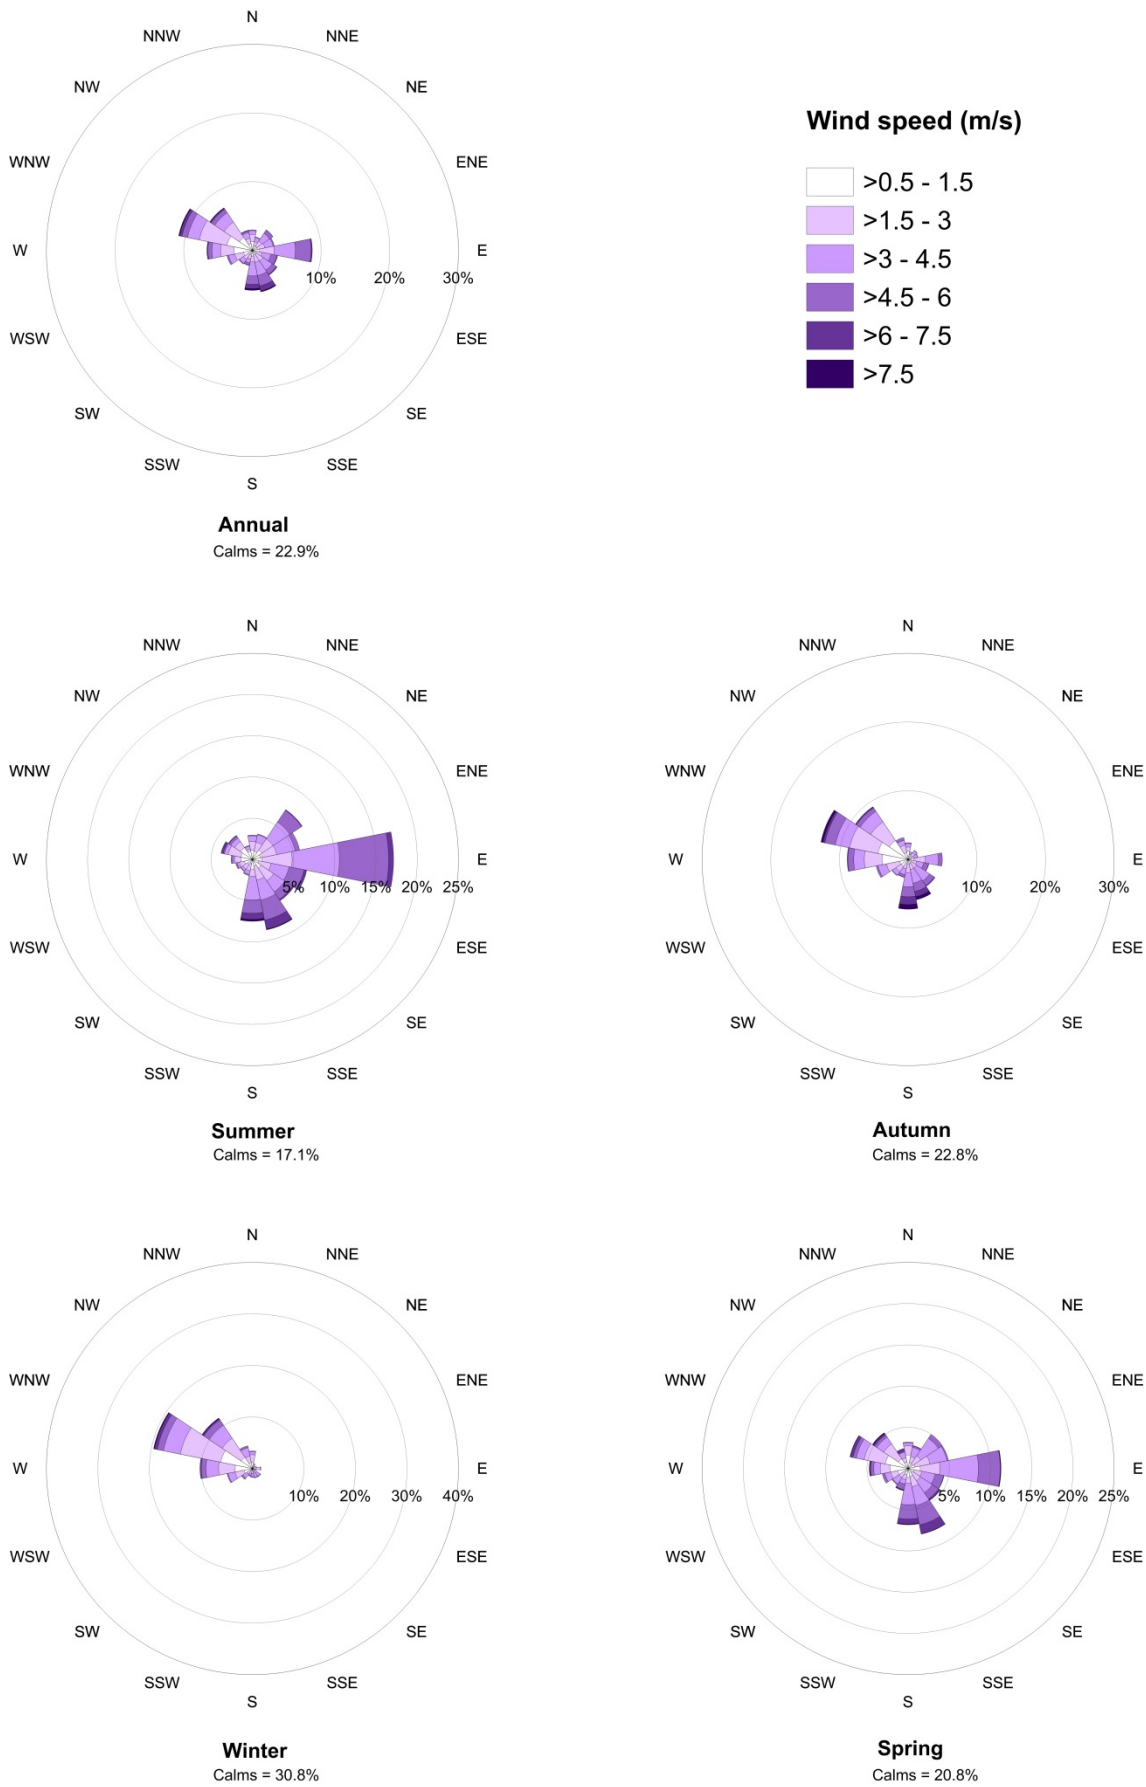 N
NNW NNE
NW NE
WNW ENE
W E
10% 20% 30%
WSW ESE
SW SE
SSW SSE
S
Annual
Calms = 22.9%
Wind speed (m/s)
>0.5 - 1.5
>1.5 - 3
>3 - 4.5
>4.5 - 6
>6 - 7.5
>7.5
N
NNW NNE
NW NE
WNW ENE
W E
5% 10% 15% 20% 25%
WSW ESE
SW SE
SSW SSE
S
Summer
Calms = 17.1%
N
NNW NNE
NW NE
WNW ENE
W E
10% 20% 30%
WSW ESE
SW SE
SSW SSE
S
Autumn
Calms = 22.8%
N
NNW NNE
NW NE
WNW ENE
W E
10% 20% 30% 40%
WSW ESE
SW SE
SSW SSE
S
Winter
Calms = 30.8%
N
NNW NNE
NW NE
WNW ENE
W E
5% 10% 15% 20% 25%
WSW ESE
SW SE
SSW SSE
S
Spring
Calms = 20.8%